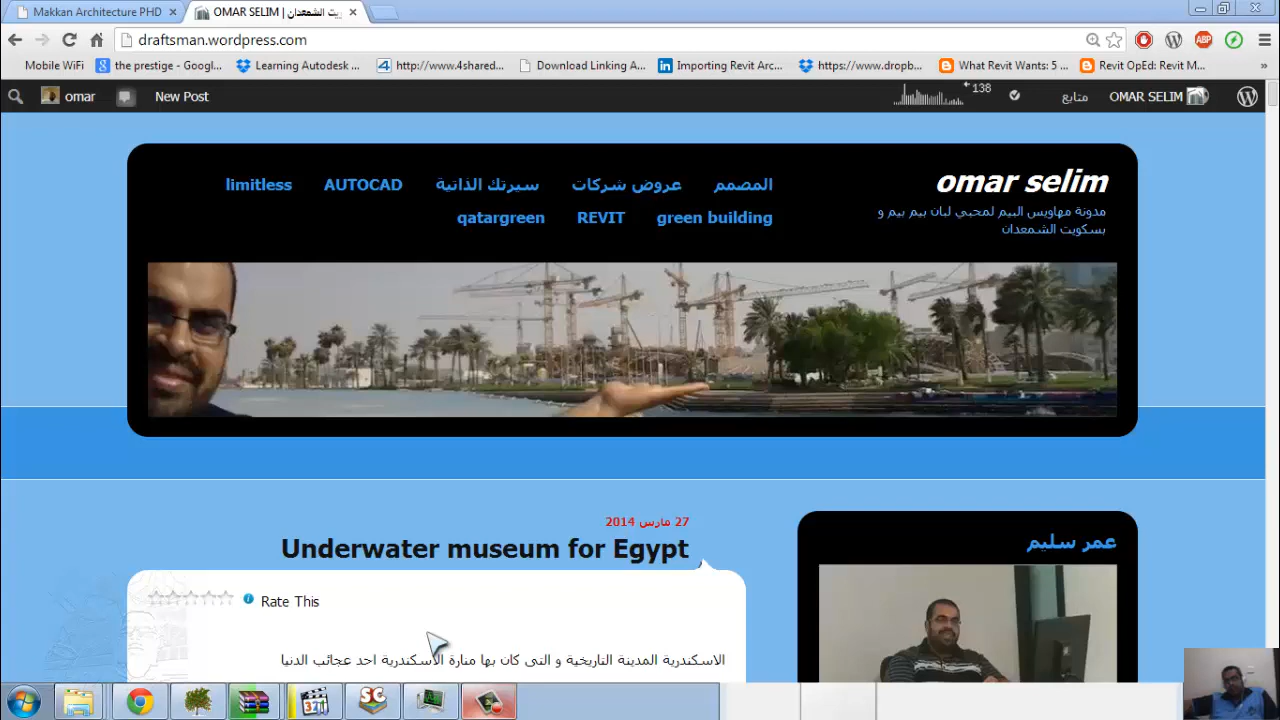 Makkan Architecture PHD
OMAR SELIM | يت الشمعدان
draftsman.wordpress.com
Mobile WiFi
the prestige - Googl...
Learning Autodesk ...
http://www.4shared...
Download Linking A...
Importing Revit Arc...
https://www.dropb...
What Revit Wants: 5 ...
Revit OpEd: Revit M...
»
omar
New Post
138
متابع
OMAR SELIM
omar selim
مدونة مهاويس البيم لمحبي لبان بيم بيم و
بسكويت الشمعدان
المصمم
عروض شركات
سيرتك الذاتية
AUTOCAD
limitless
green building
REVIT
qatargreen
27 مارس 2014
Underwater museum for Egypt
Rate This
الاسكندرية المدينة التاريخية و التى كان بها منارة الاسكندرية احد عجائب الدنيا
عمر سليم
321
SC